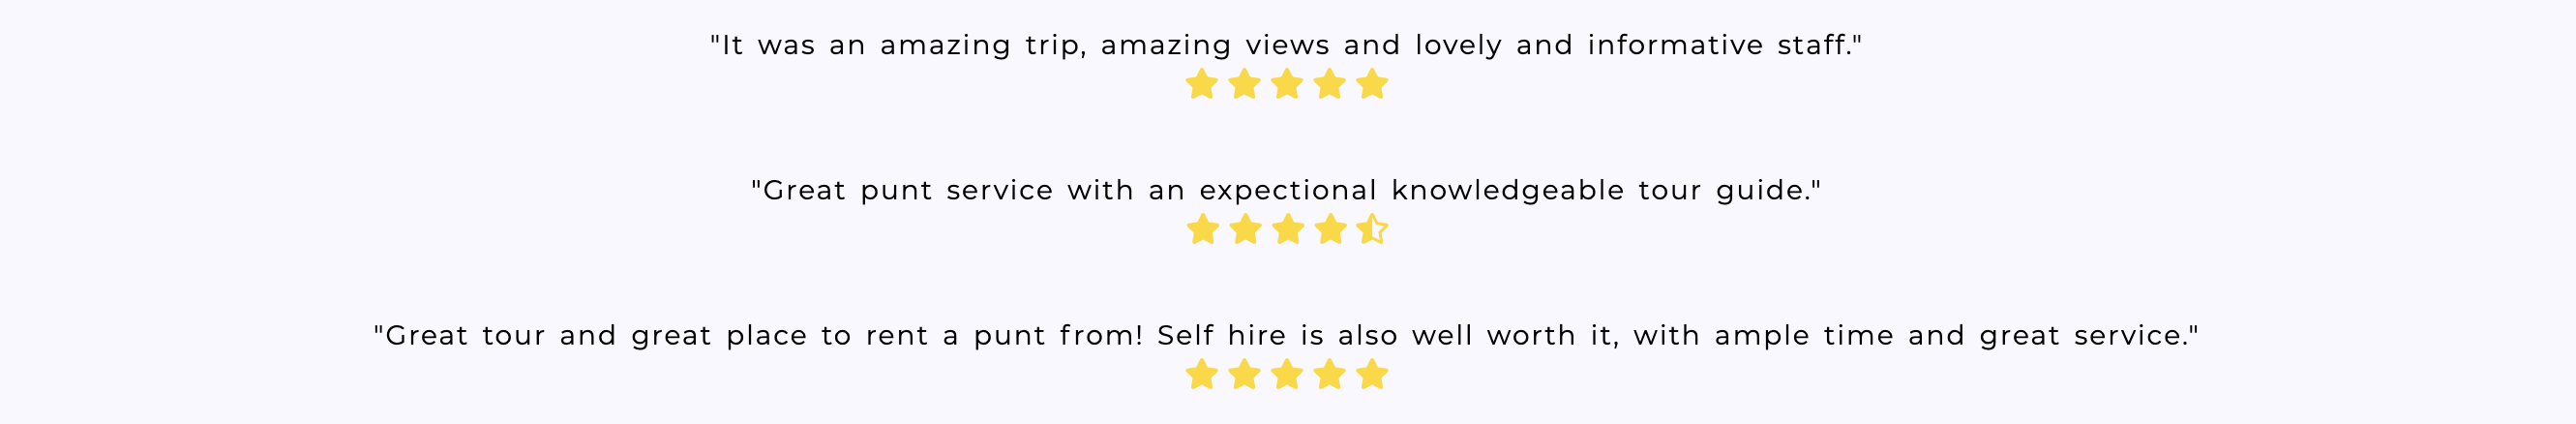 "It was an amazing trip, amazing views and lovely and informative staff."
"Great punt service with an expectional knowledgeable tour guide."
"Great tour and great place to rent a punt from! Self hire is also well worth it, with ample time and great service."